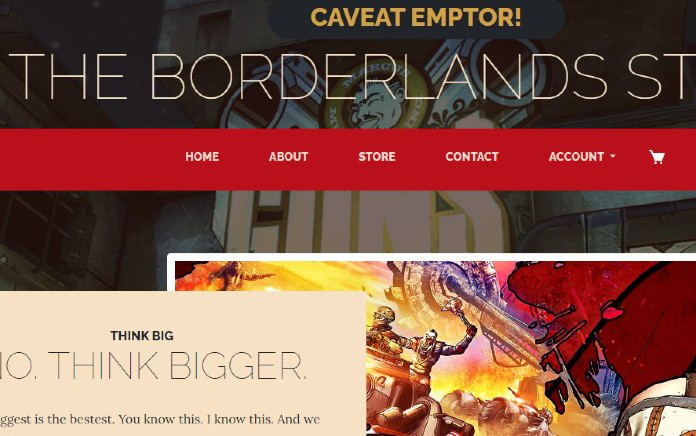 CAVEAT EMPTOR!
THE BORDERLANDS ST
HOME ABOUT STORE CONTACT ACCOUNT
THINK BIG
NO. THINK BIGGER.
ggest is the bestest. You know this. I know this. And we